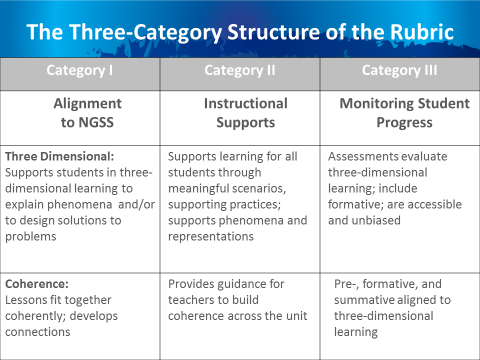 The Three-Category Structure of the Rubric
Category I
Category II
Category III
Alignment
to NGSS
Instructional
Supports
Monitoring Student
Progress
Three Dimensional:
Supports students in three-
dimensional learning to
explain phenomena and/or
to design solutions to
problems
Supports learning for all
students through
meaningful scenarios,
supporting practices;
supports phenomena and
representations
Assessments evaluate
three-dimensional
learning; include
formative; are accessible
and unbiased
Coherence:
Lessons fit together
coherently; develops
connections
Provides guidance for
teachers to build
coherence across the unit
Pre-, formative, and
summative aligned to
three-dimensional
learning